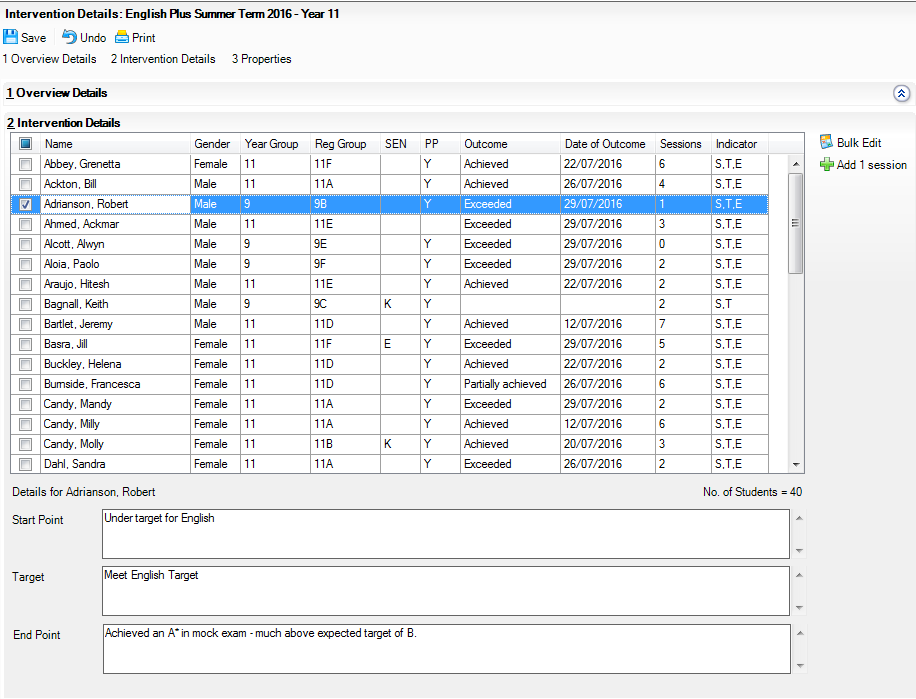 Intervention Details: English Plus Summer Term 2016 - Year 11
Save Undo Print
1 Overview Details 2 Intervention Details 3 Properties
1 Overview Details
2 Intervention Details
Name Gender Year Group Reg Group SEN PP Outcome Date of Outcome Sessions Indicator Bulk Edit
Abbey, Grenetta Female 11 11F Y Achieved 22/07/2016 6 S,T,E Add 1 session
Ackton, Bill Male 11 11A Y Achieved 26/07/2016 4 S,T,E
Adrianson, Robert Male 9 9B Y Exceeded 29/07/2016 1 S,T,E
Ahmed, Ackmar Male 11 11E Exceeded 29/07/2016 3 S,T,E
Alcott, Alwyn Male 9 9E Y Exceeded 29/07/2016 0 S,T,E
Aloia, Paolo Male 9 9F Y Exceeded 29/07/2016 2 S,T,E
Araujo, Hitesh Male 11 11E Y Achieved 22/07/2016 2 S,T,E
Bagnall, Keith Male 9 9C K Y 2 S,T
Bartlet, Jeremy Male 11 11D Y Achieved 12/07/2016 7 S,T,E
Basra, Jill Female 11 11F E Y Exceeded 29/07/2016 5 S,T,E
Buckley, Helena Female 11 11D Y Achieved 22/07/2016 2 S,T,E
Burnside, Francesca Female 11 11D Y Partially achieved 26/07/2016 6 S,T,E
Candy, Mandy Female 11 11A Y Exceeded 29/07/2016 2 S,T,E
Candy, Milly Female 11 11A Y Achieved 12/07/2016 6 S,T,E
Candy, Molly Female 11 11B K Y Achieved 20/07/2016 3 S,T,E
Dahl, Sandra Female 11 11A Y Exceeded 26/07/2016 2 S,T,E
Details for Adrianson, Robert No. of Students = 40
Start Point Under target for English
Target Meet English Target
End Point Achieved an A* in mock exam - much above expected target of B.